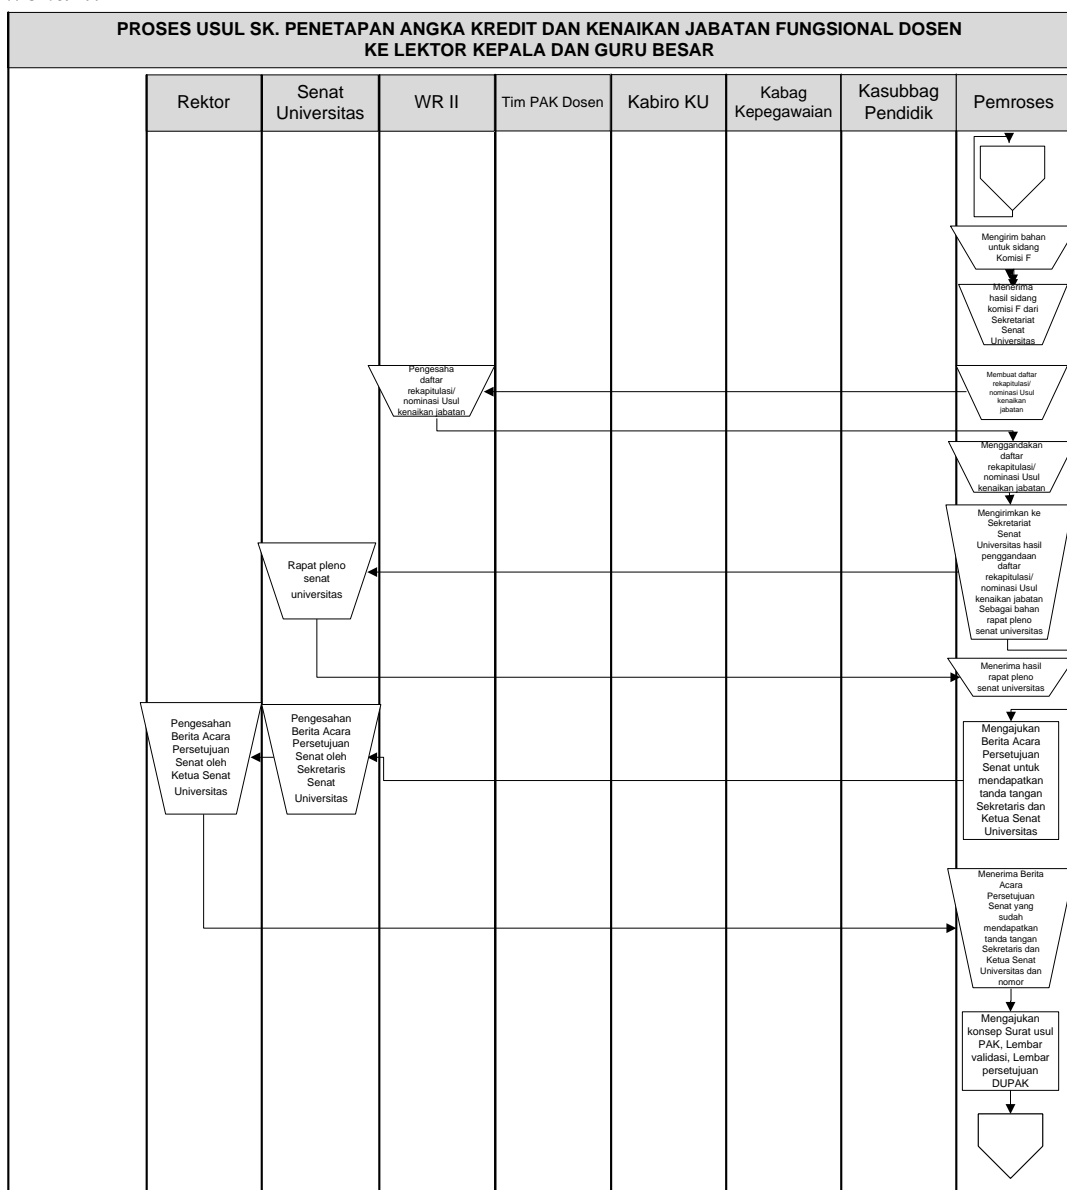 PROSES USUL SK. PENETAPAN ANGKA KREDIT DAN KENAIKAN JABATAN FUNGSIONAL DOSEN
KE LEKTOR KEPALA DAN GURU BESAR
Rektor
Senat
Universitas
WR II
Tim PAK Dosen
Kabiro KU
Kabag
Kepegawaian
Kasubbag
Pendidik
Pemroses
Mengirim bahan
untuk sidang
Komisi F
Menerima
hasil sidang
komisi F dari
Sekretariat
Senat
Universitas
Pengesaha
daftar
rekapitulasi/
nominasi Usul
kenaikan jabatan
Membuat daftar
rekapitulasi/
nominasi Usul
kenaikan
jabatan
Menggandakan
daftar
rekapitulasi/
nominasi Usul
kenaikan jabatan
Mengirimkan ke
Sekretariat
Senat
Universitas hasil
penggandaan
daftar
rekapitulasi/
nominasi Usul
kenaikan jabatan
Sebagai bahan
rapat pleno
senat universitas
Rapat pleno
senat
universitas
Menerima hasil
rapat pleno
senat universitas
Pengesahan
Berita Acara
Persetujuan
Senat oleh
Ketua Senat
Universitas
Pengesahan
Berita Acara
Persetujuan
Senat oleh
Sekretaris
Senat
Universitas
Mengajukan
Berita Acara
Persetujuan
Senat untuk
mendapatkan
tanda tangan
Sekretaris dan
Ketua Senat
Universitas
Menerima Berita
Acara
Persetujuan
Senat yang
sudah
mendapatkan
tanda tangan
Sekretaris dan
Ketua Senat
Universitas dan
nomor
Mengajukan
konsep Surat usul
PAK, Lembar
validasi, Lembar
persetujuan
DUPAK